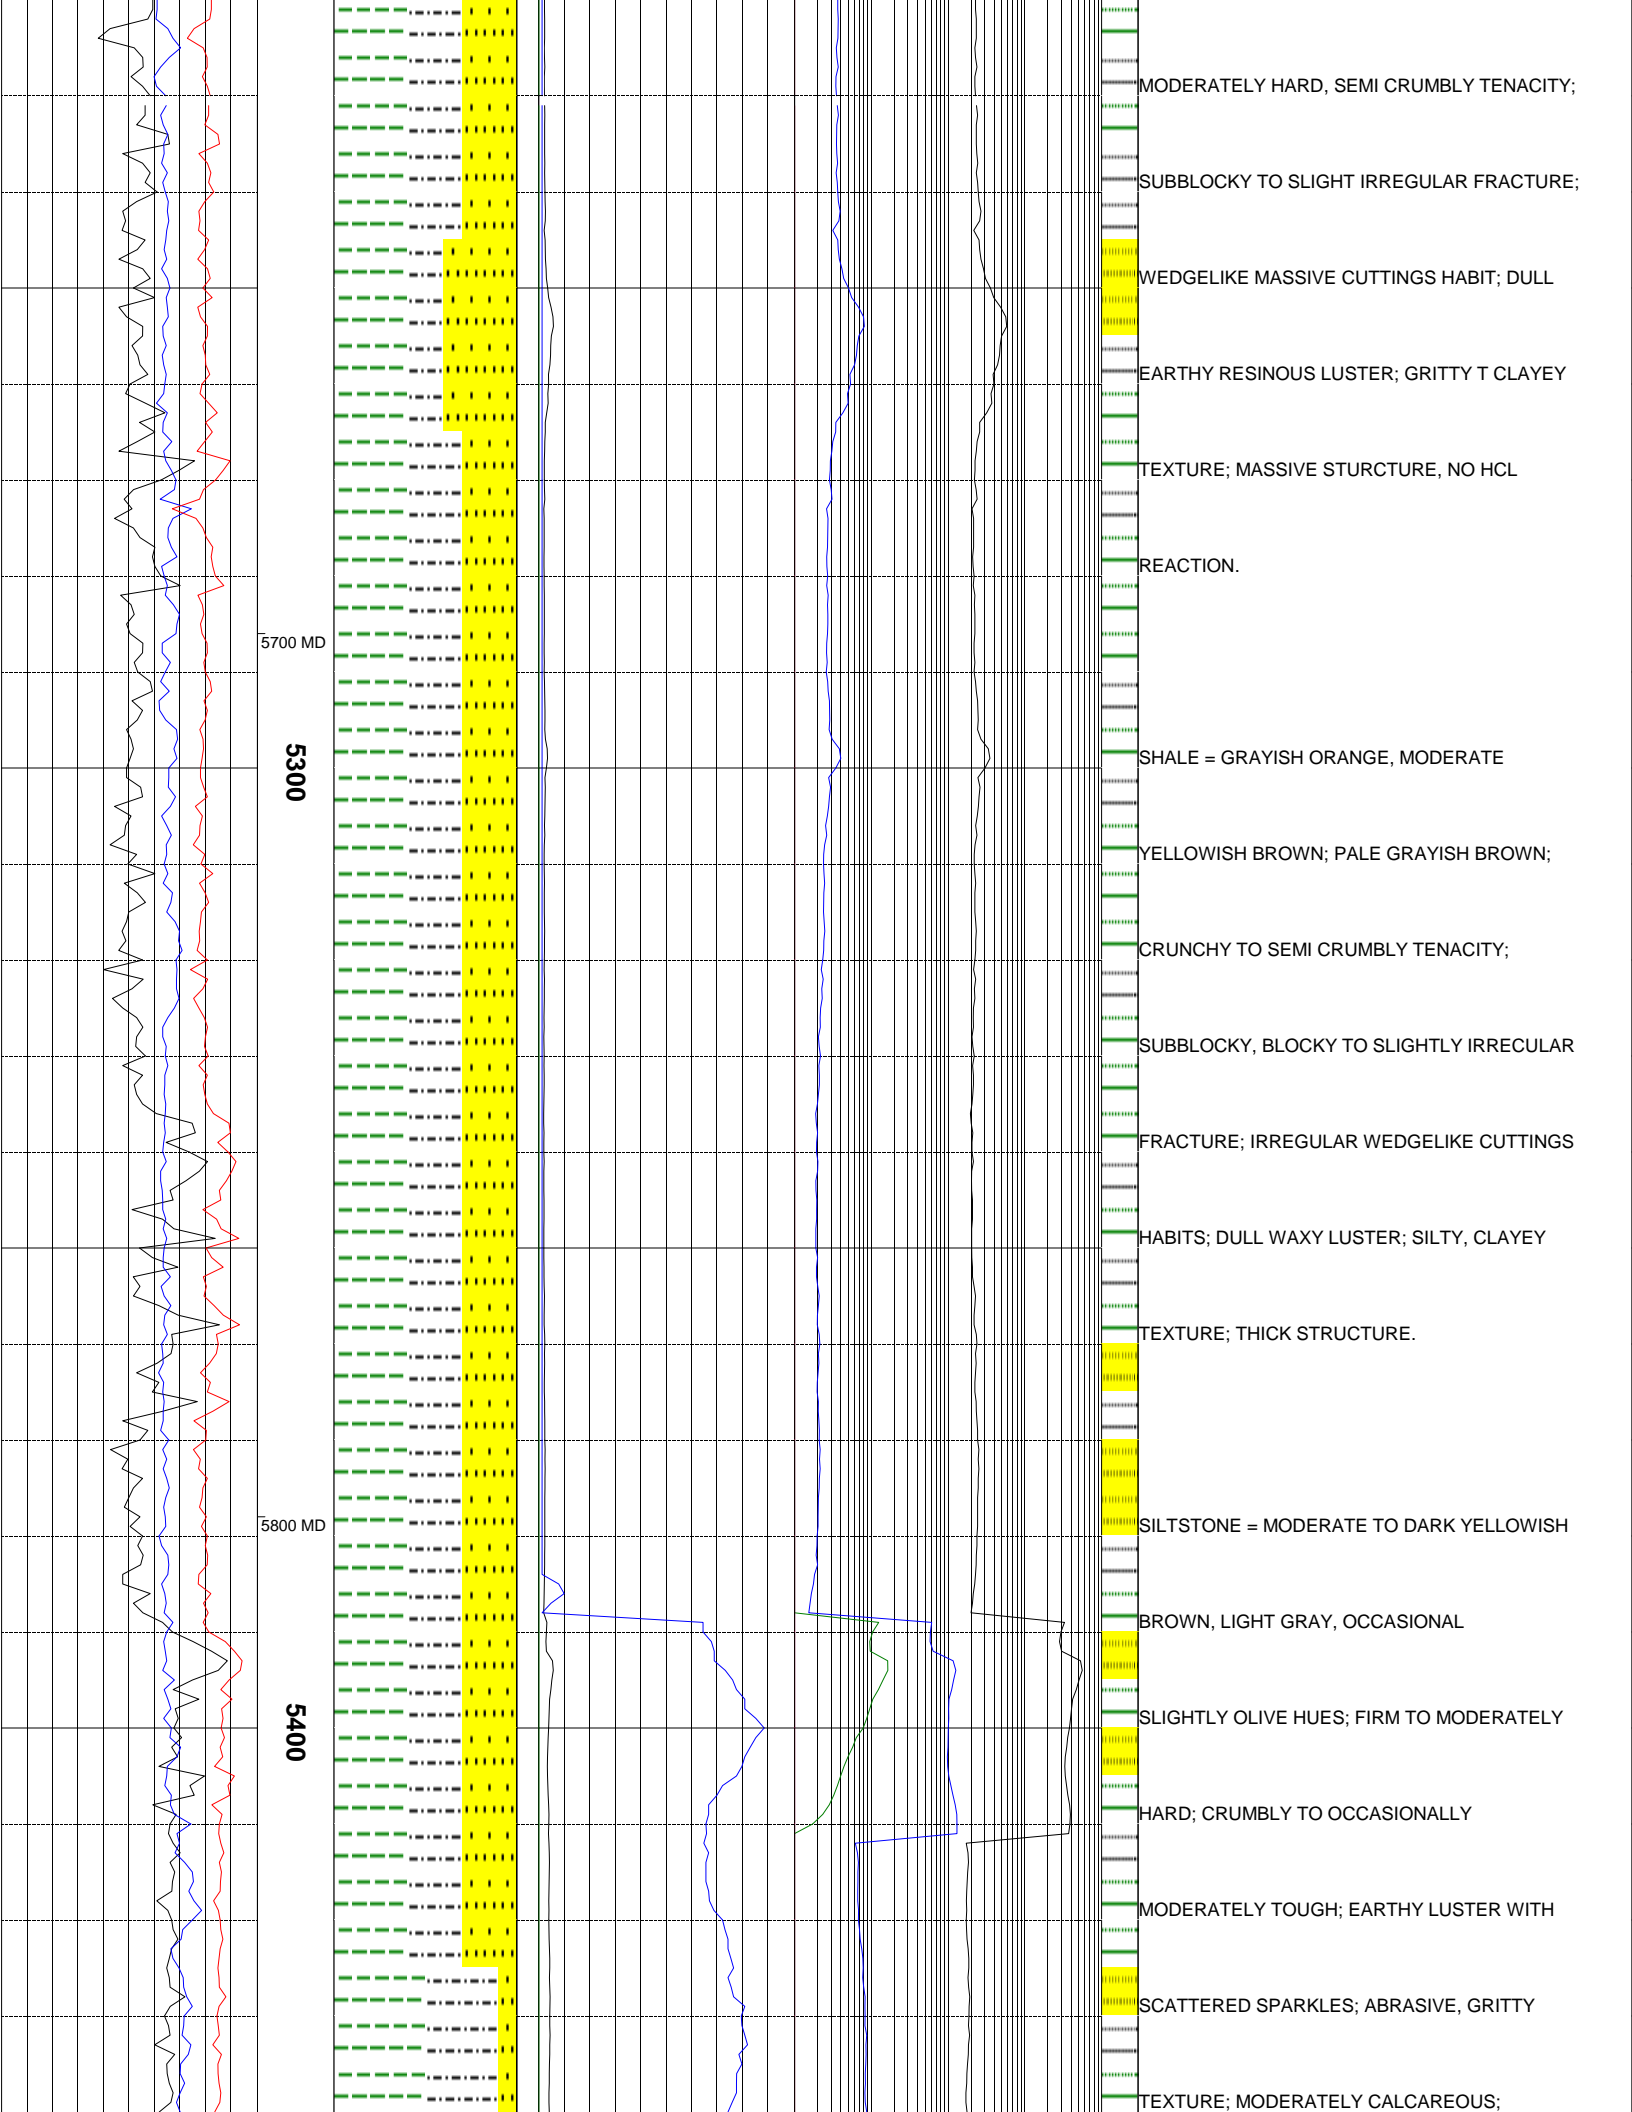 MODERATELY HARD, SEMI CRUMBLY TENACITY;
SUBBLOCKY TO SLIGHT IRREGULAR FRACTURE;
WEDGELIKE MASSIVE CUTTINGS HABIT; DULL
EARTHY RESINOUS LUSTER; GRITTY T CLAYEY
TEXTURE; MASSIVE STURCTURE, NO HCL
REACTION.
5700 MD
5300
SHALE = GRAYISH ORANGE, MODERATE
YELLOWISH BROWN; PALE GRAYISH BROWN;
CRUNCHY TO SEMI CRUMBLY TENACITY;
SUBBLOCKY, BLOCKY TO SLIGHTLY IRRECULAR
FRACTURE; IRREGULAR WEDGELIKE CUTTINGS
HABITS; DULL WAXY LUSTER; SILTY, CLAYEY
TEXTURE; THICK STRUCTURE.
5800 MD
SILTSTONE = MODERATE TO DARK YELLOWISH
BROWN, LIGHT GRAY, OCCASIONAL
5400
SLIGHTLY OLIVE HUES; FIRM TO MODERATELY
HARD; CRUMBLY TO OCCASIONALLY
MODERATELY TOUGH; EARTHY LUSTER WITH
SCATTERED SPARKLES; ABRASIVE, GRITTY
TEXTURE; MODERATELY CALCAREOUS;